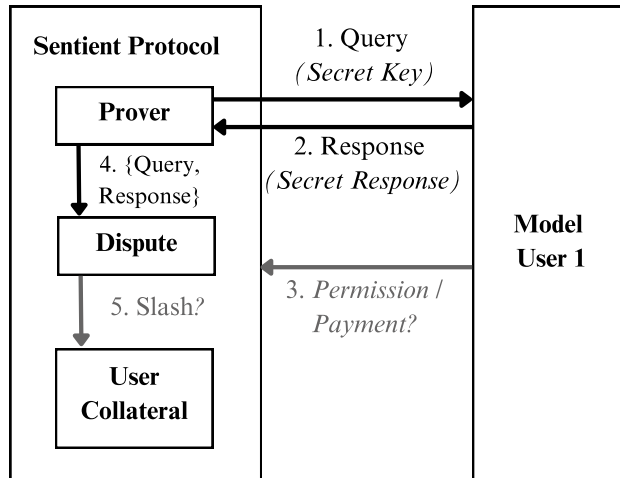 Sentient Protocol
Prover
1. Query
(Secret Key)
2. Response
(Secret Response)
4. {Query,
Response}
Dispute
3. Permission /
Payment?
5. Slash?
User
Collateral
Model
User 1